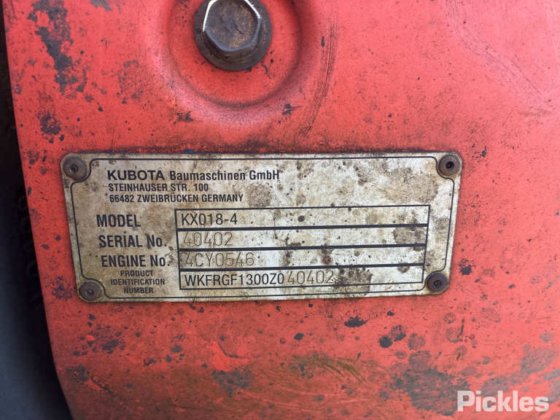 KUBOTA Baumaschinen GmbH
STEINHAUSER STR. 100
66482 ZWEIBRÜCKEN GERMANY
MODEL KX018-4
SERIAL No. 40402
ENGINE No. 4CY0546
PRODUCT IDENTIFICATION NUMBER WKFRGF1300Z040402
Pickles